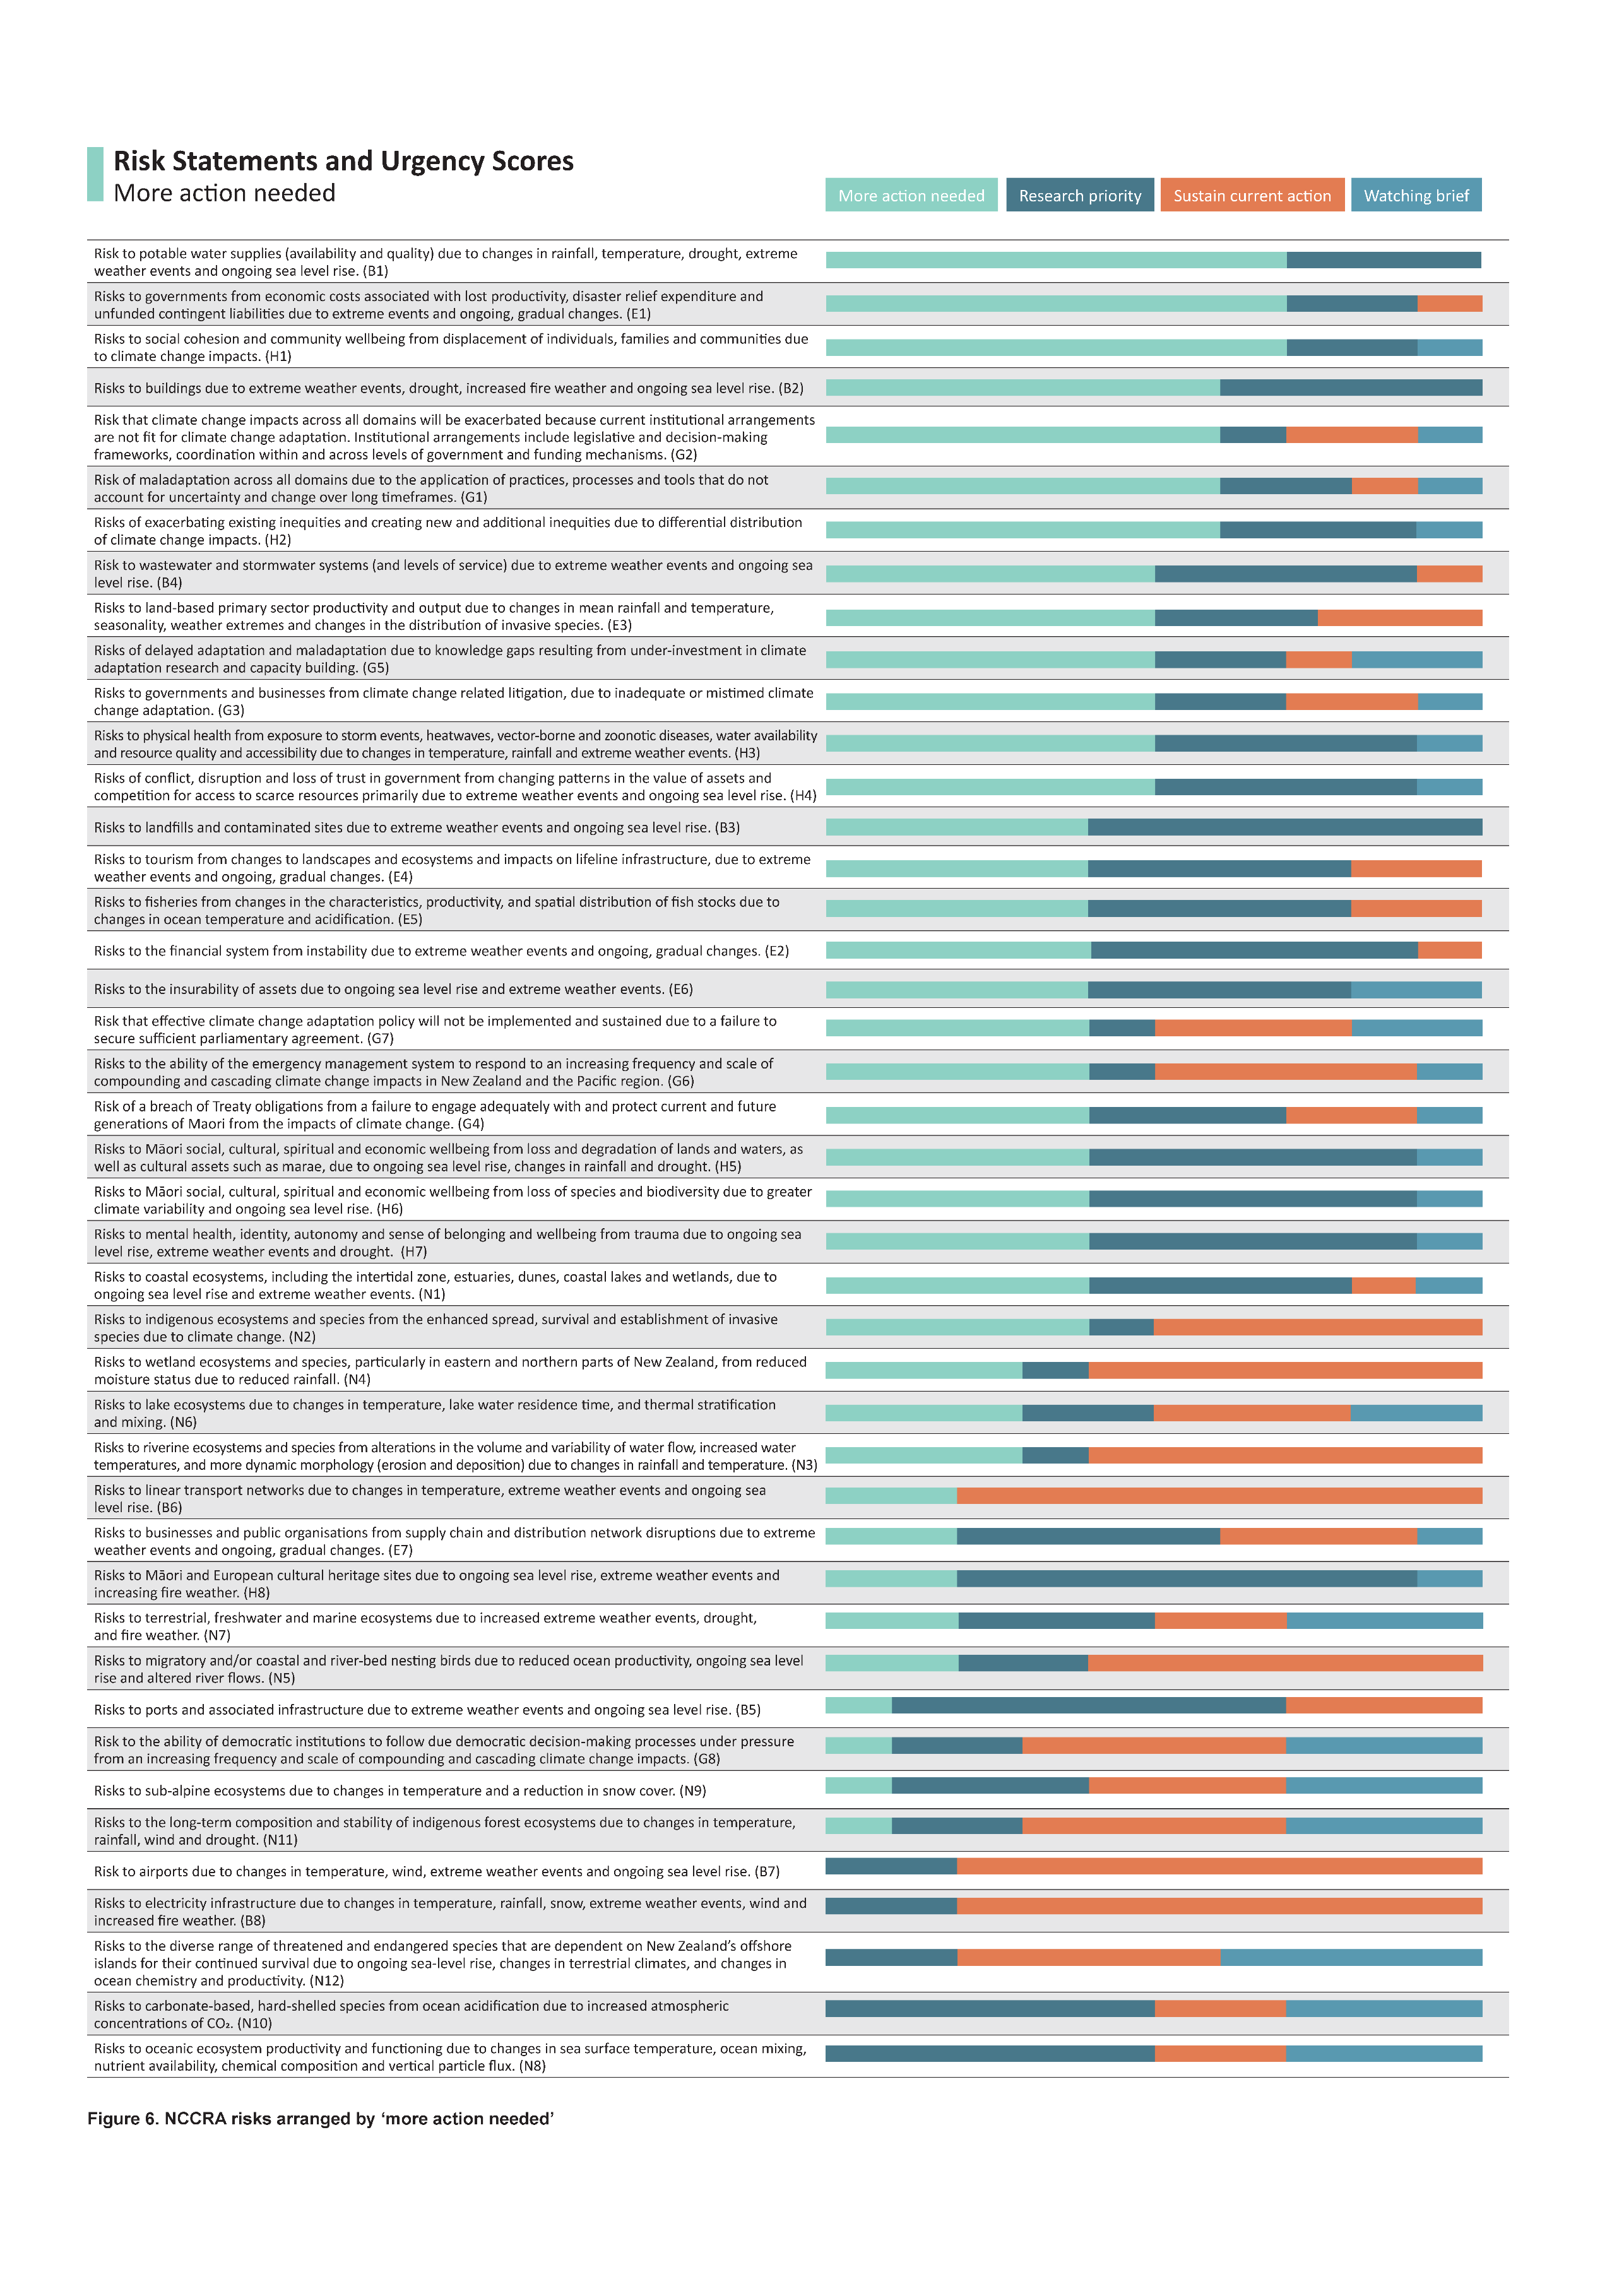 Risk Statements and Urgency Scores
More action needed
More action needed
Research priority
Sustain current action
Watching brief
Risk to potable water supplies (availability and quality) due to changes in rainfall, temperature, drought, extreme
weather events and ongoing sea level rise. (B1)
Risks to governments from economic costs associated with lost productivity, disaster relief expenditure and
unfunded contingent liabilities due to extreme events and ongoing, gradual changes. (E1)
Risks to social cohesion and community wellbeing from displacement of individuals, families and communities due
to climate change impacts. (H1)
Risks to buildings due to extreme weather events, drought, increased fire weather and ongoing sea level rise. (B2)
Risk that climate change impacts across all domains will be exacerbated because current institutional arrangements
are not fit for climate change adaptation. Institutional arrangements include legislative and decision-making
frameworks, coordination within and across levels of government and funding mechanisms. (G2)
Risk of maladaptation across all domains due to the application of practices, processes and tools that do not
account for uncertainty and change over long timeframes. (G1)
Risks of exacerbating existing inequities and creating new and additional inequities due to differential distribution
of climate change impacts. (H2)
Risk to wastewater and stormwater systems (and levels of service) due to extreme weather events and ongoing sea
level rise. (B4)
Risks to land-based primary sector productivity and output due to changes in mean rainfall and temperature,
seasonality, weather extremes and changes in the distribution of invasive species. (E3)
Risks of delayed adaptation and maladaptation due to knowledge gaps resulting from under-investment in climate
adaptation research and capacity building. (G5)
Risks to governments and businesses from climate change related litigation, due to inadequate or mistimed climate
change adaptation. (G3)
Risks to physical health from exposure to storm events, heatwaves, vector-borne and zoonotic diseases, water availability
and resource quality and accessibility due to changes in temperature, rainfall and extreme weather events. (H3)
Risks of conflict, disruption and loss of trust in government from changing patterns in the value of assets and
competition for access to scarce resources primarily due to extreme weather events and ongoing sea level rise. (H4)
Risks to landfills and contaminated sites due to extreme weather events and ongoing sea level rise. (B3)
Risks to tourism from changes to landscapes and ecosystems and impacts on lifeline infrastructure, due to extreme
weather events and ongoing, gradual changes. (E4)
Risks to fisheries from changes in the characteristics, productivity, and spatial distribution of fish stocks due to
changes in ocean temperature and acidification. (E5)
Risks to the financial system from instability due to extreme weather events and ongoing, gradual changes. (E2)
Risks to the insurability of assets due to ongoing sea level rise and extreme weather events. (E6)
Risk that effective climate change adaptation policy will not be implemented and sustained due to a failure to
secure sufficient parliamentary agreement. (G7)
Risks to the ability of the emergency management system to respond to an increasing frequency and scale of
compounding and cascading climate change impacts in New Zealand and the Pacific region. (G6)
Risk of a breach of Treaty obligations from a failure to engage adequately with and protect current and future
generations of Maori from the impacts of climate change. (G4)
Risks to Māori social, cultural, spiritual and economic wellbeing from loss and degradation of lands and waters, as
well as cultural assets such as marae, due to ongoing sea level rise, changes in rainfall and drought. (H5)
Risks to Māori social, cultural, spiritual and economic wellbeing from loss of species and biodiversity due to greater
climate variability and ongoing sea level rise. (H6)
Risks to mental health, identity, autonomy and sense of belonging and wellbeing from trauma due to ongoing sea
level rise, extreme weather events and drought. (H7)
Risks to coastal ecosystems, including the intertidal zone, estuaries, dunes, coastal lakes and wetlands, due to
ongoing sea level rise and extreme weather events. (N1)
Risks to indigenous ecosystems and species from the enhanced spread, survival and establishment of invasive
species due to climate change. (N2)
Risks to wetland ecosystems and species, particularly in eastern and northern parts of New Zealand, from reduced
moisture status due to reduced rainfall. (N4)
Risks to lake ecosystems due to changes in temperature, lake water residence time, and thermal stratification
and mixing. (N6)
Risks to riverine ecosystems and species from alterations in the volume and variability of water flow, increased water
temperatures, and more dynamic morphology (erosion and deposition) due to changes in rainfall and temperature. (N3)
Risks to linear transport networks due to changes in temperature, extreme weather events and ongoing sea
level rise. (B6)
Risks to businesses and public organisations from supply chain and distribution network disruptions due to extreme
weather events and ongoing, gradual changes. (E7)
Risks to Māori and European cultural heritage sites due to ongoing sea level rise, extreme weather events and
increasing fire weather. (H8)
Risks to terrestrial, freshwater and marine ecosystems due to increased extreme weather events, drought,
and fire weather. (N7)
Risks to migratory and/or coastal and river-bed nesting birds due to reduced ocean productivity, ongoing sea level
rise and altered river flows. (N5)
Risks to ports and associated infrastructure due to extreme weather events and ongoing sea level rise. (B5)
Risk to the ability of democratic institutions to follow due democratic decision-making processes under pressure
from an increasing frequency and scale of compounding and cascading climate change impacts. (G8)
Risks to sub-alpine ecosystems due to changes in temperature and a reduction in snow cover. (N9)
Risks to the long-term composition and stability of indigenous forest ecosystems due to changes in temperature,
rainfall, wind and drought. (N11)
Risk to airports due to changes in temperature, wind, extreme weather events and ongoing sea level rise. (B7)
Risks to electricity infrastructure due to changes in temperature, rainfall, snow, extreme weather events, wind and
increased fire weather. (B8)
Risks to the diverse range of threatened and endangered species that are dependent on New Zealand’s offshore
islands for their continued survival due to ongoing sea-level rise, changes in terrestrial climates, and changes in
ocean chemistry and productivity. (N12)
Risks to carbonate-based, hard-shelled species from ocean acidification due to increased atmospheric
concentrations of CO₂. (N10)
Risks to oceanic ecosystem productivity and functioning due to changes in sea surface temperature, ocean mixing,
nutrient availability, chemical composition and vertical particle flux. (N8)
Figure 6. NCCRA risks arranged by ‘more action needed’